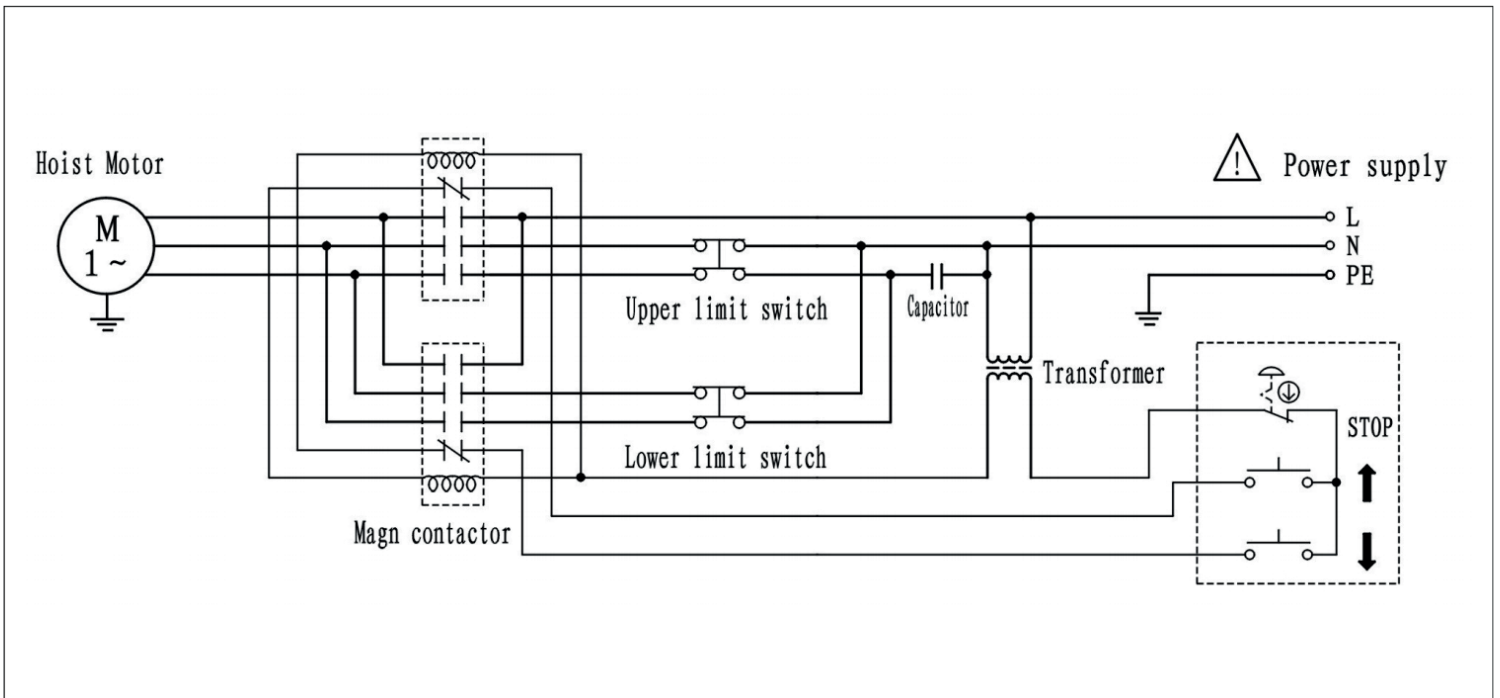 Hoist Motor
M
1 ~
Power supply
L
N
PE
Upper limit switch
Capacitor
Transformer
STOP
Lower limit switch
Magn contactor